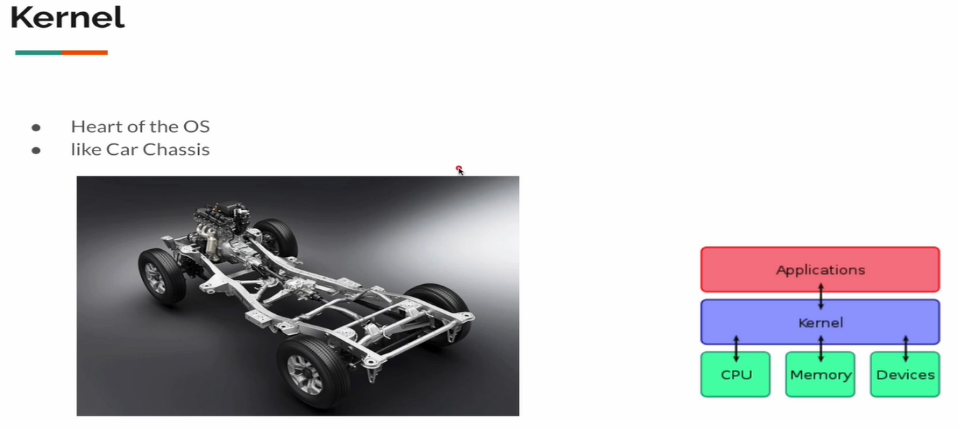 Kernel
● Heart of the OS
● like Car Chassis
Applications
Kernel
CPU Memory Devices